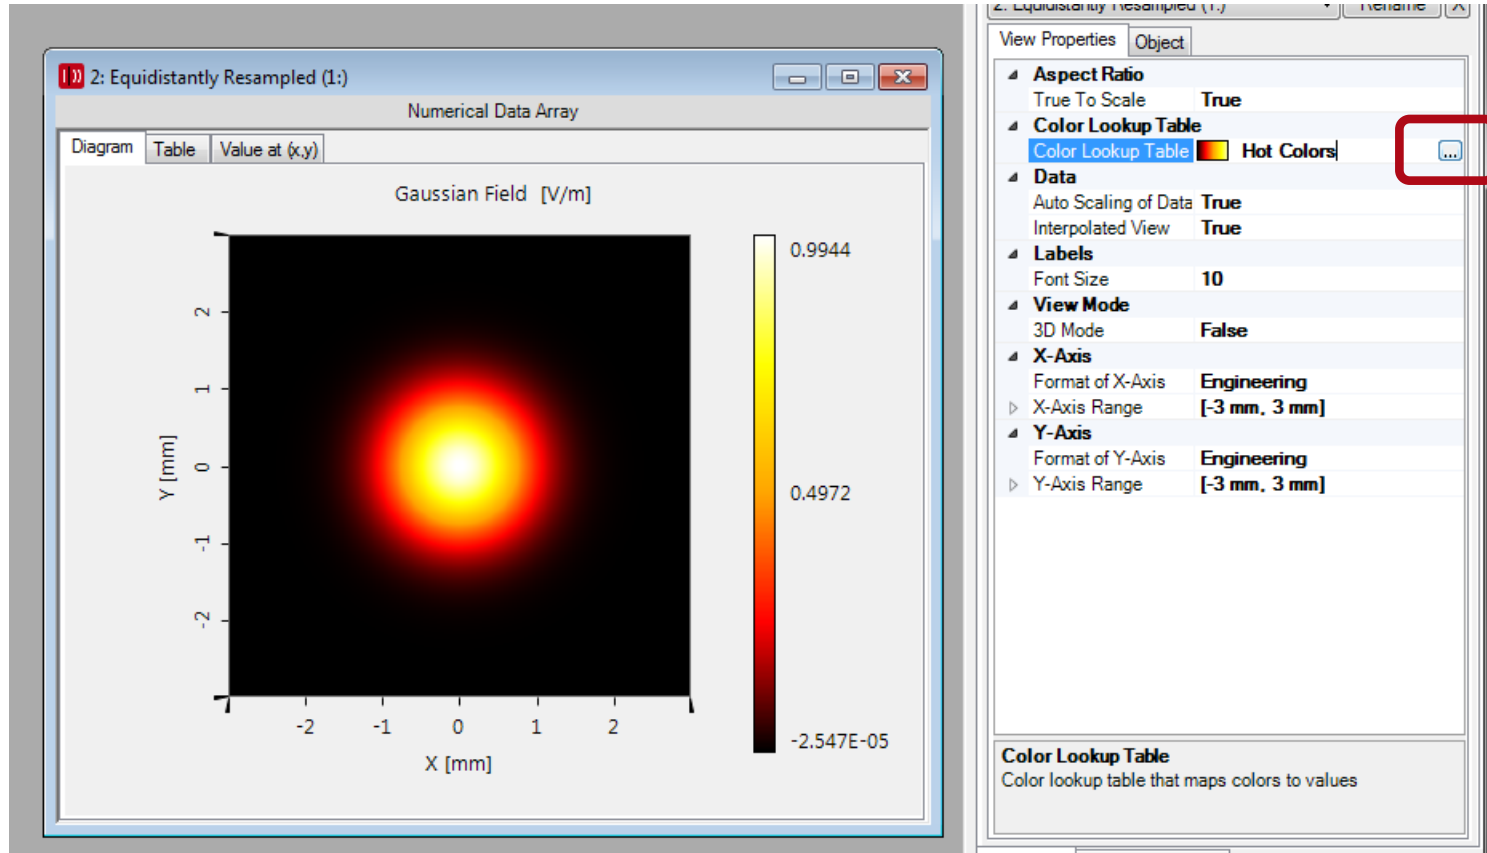 2: Equidistantly Resampled (1:)
Numerical Data Array
Diagram Table Value at (x,y)
Gaussian Field [V/m]
0.9944
0.4972
-2.547E-05
2
1
0
-1
-2
Y [mm]
-2 -1 0 1 2
X [mm]
2: Equidistantly Resampled (1:) Rename X
View Properties Object
Aspect Ratio
True To Scale True
Color Lookup Table
Color Lookup Table Hot Colors ...
Data
Auto Scaling of Data True
Interpolated View True
Labels
Font Size 10
View Mode
3D Mode False
X-Axis
Format of X-Axis Engineering
X-Axis Range [-3 mm, 3 mm]
Y-Axis
Format of Y-Axis Engineering
Y-Axis Range [-3 mm, 3 mm]
Color Lookup Table
Color lookup table that maps colors to values